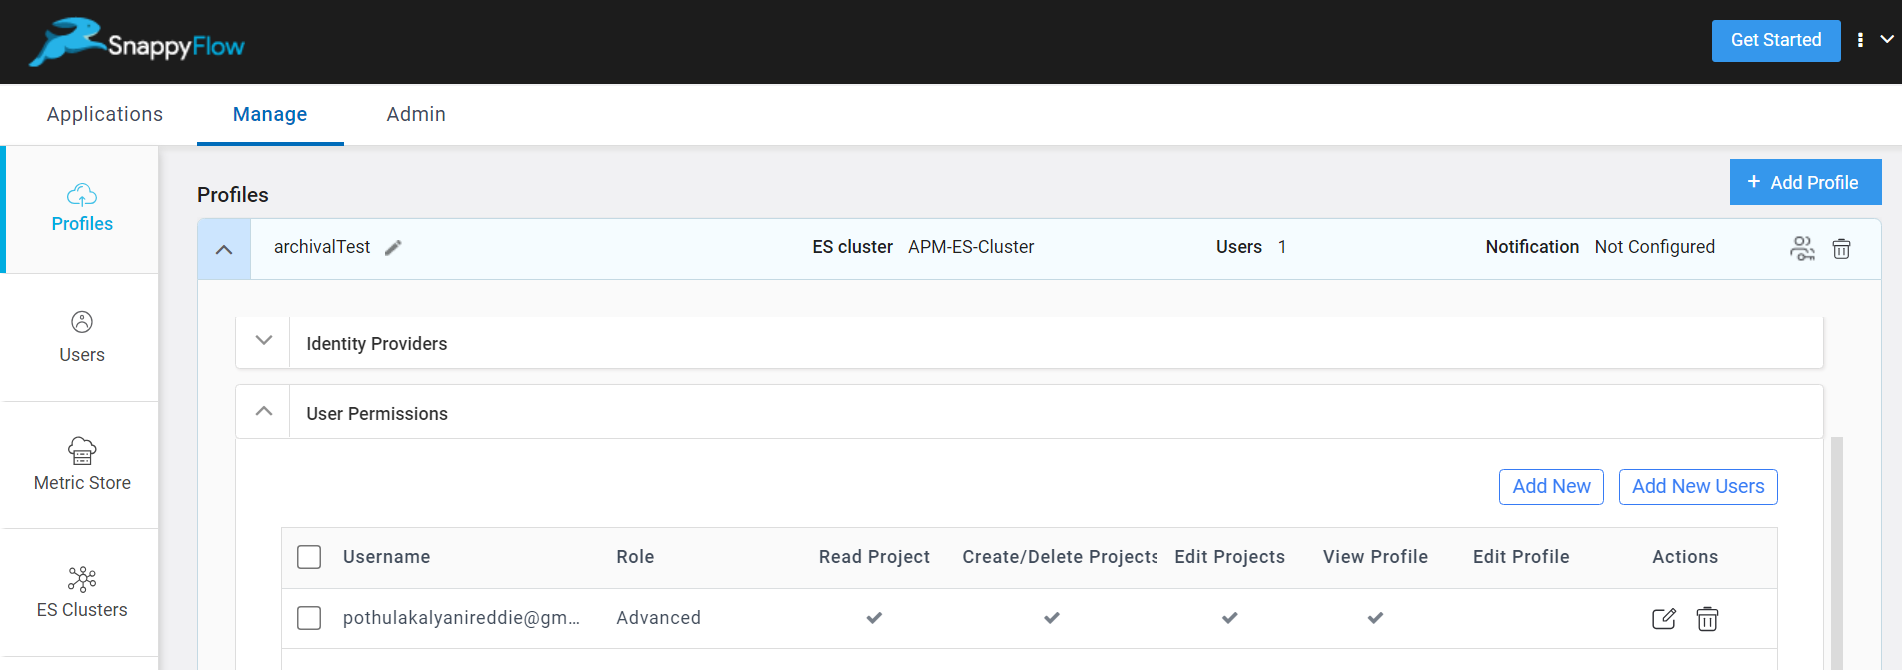 SnappyFlow
Get Started
Applications Manage Admin
Profiles
Users
Metric Store
ES Clusters
Profiles
+ Add Profile
archivalTest ES cluster APM-ES-Cluster Users 1 Notification Not Configured
Identity Providers
User Permissions
Add New Add New Users
Username Role Read Project Create/Delete Projects Edit Projects View Profile Edit Profile Actions
pothulakalyanireddie@gm... Advanced